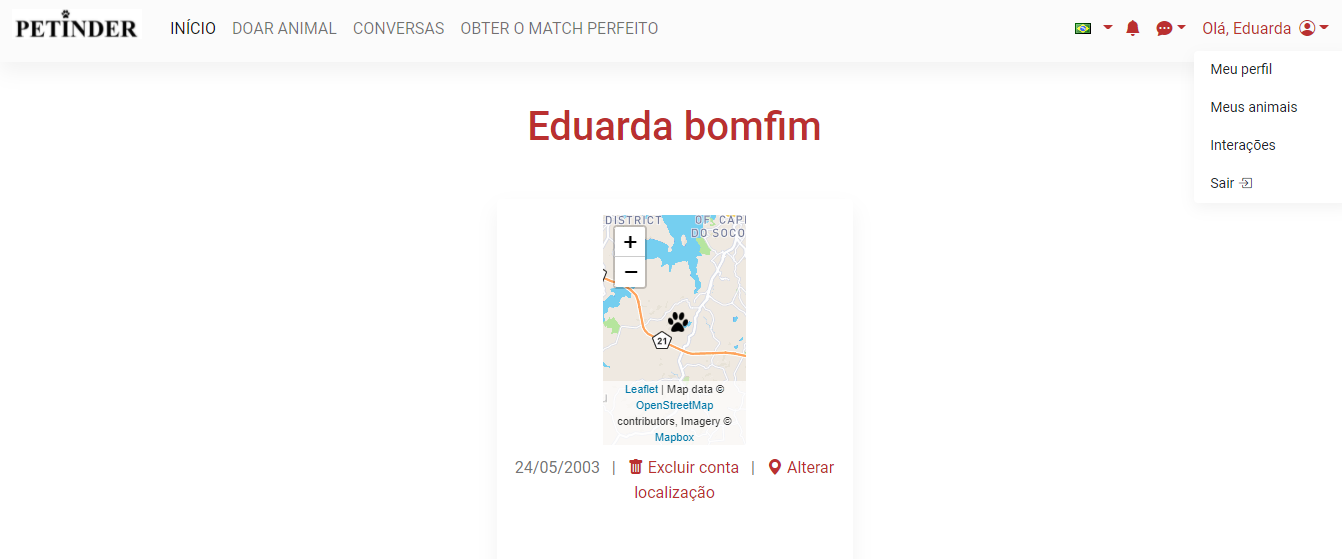 PETINDER INÍCIO DOAR ANIMAL CONVERSAS OBTER O MATCH PERFEITO Olá, Eduarda
Meu perfil
Meus animais
Interações
Sair
Eduarda bomfim
DISTRICT OF CAPE
DO SOCO
+
−
21
Leaflet | Map data ©
OpenStreetMap
contributors, Imagery ©
Mapbox
24/05/2003 | Excluir conta | Alterar
localização